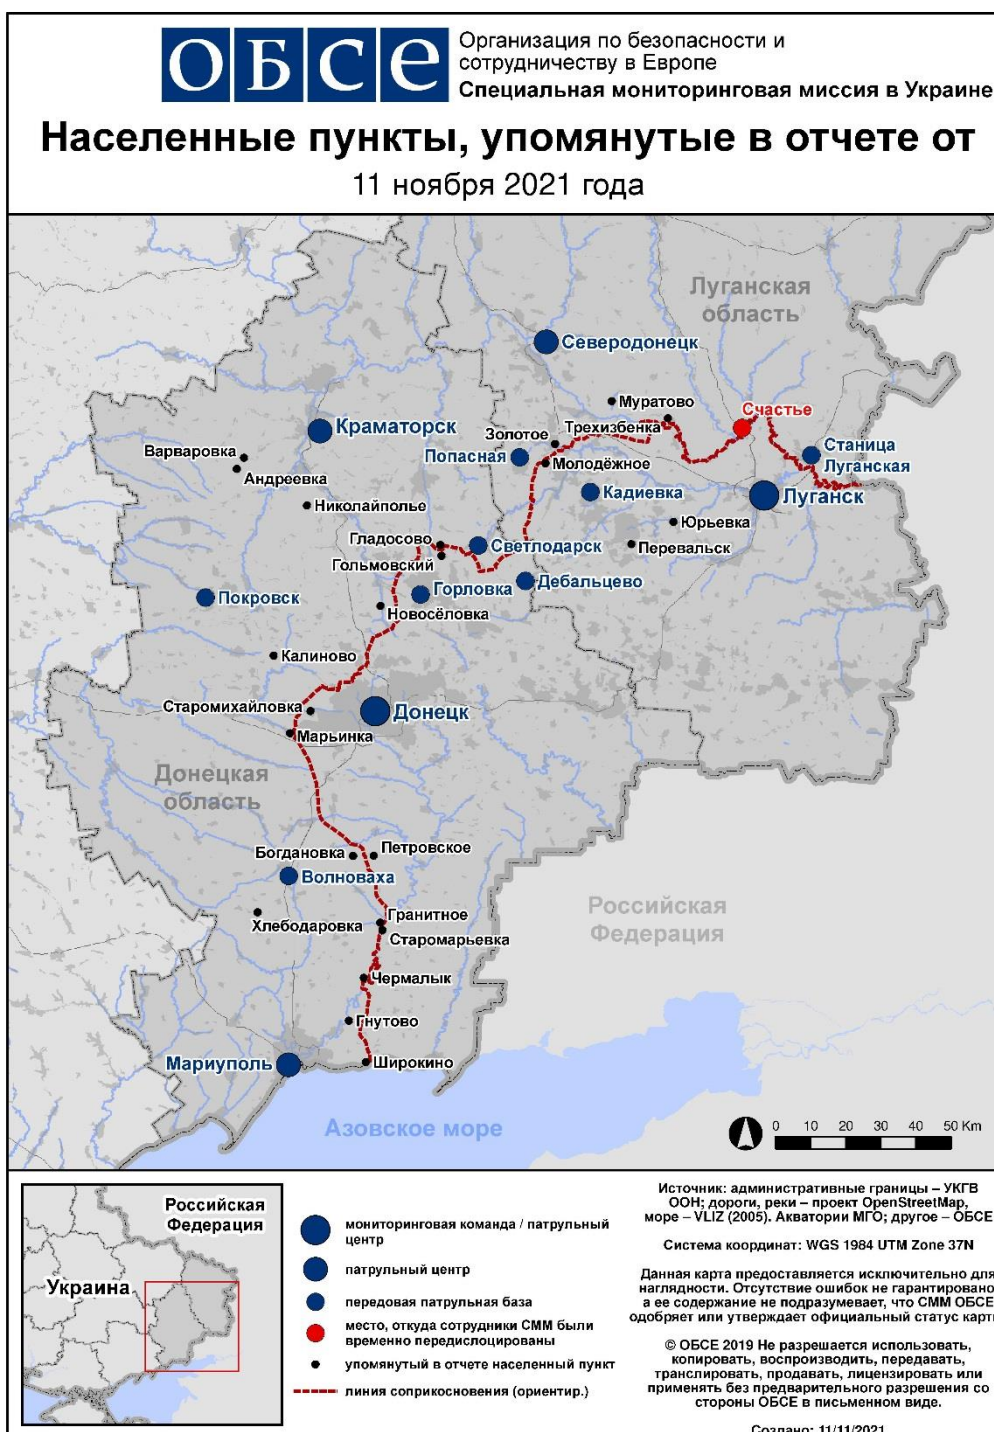 ОБСЕ
Организация по безопасности и
сотрудничеству в Европе
Специальная мониторинговая миссия в Украине
Населенные пункты, упомянутые в отчете от
11 ноября 2021 года
Луганская
область
Северодонецк
Муратово
Счастье
Трехизбенка
Краматорск
Золотое
Станица
Луганская
Варваровка
Попасная
Молодёжное
Андреевка
Кадиевка
Луганск
Николайполье
Юрьевка
Гладосово
Светлодарск
Перевальск
Гольмовский
Дебальцево
Горловка
Покровск
Новосёловка
Калиново
Старомихайловка
Донецк
Марьинка
Донецкая
область
Богдановка
Петровское
Волноваха
Российская
Федерация
Гранитное
Хлебодаровка
Старомарьевка
Чермалык
Гнутово
Мариуполь
Широкино
Азовское море
0 10 20 30 40 50 Км
Российская
Федерация
Украина
мониторинговая команда / патрульный
центр
патрульный центр
передовая патрульная база
место, откуда сотрудники СММ были
временно передислоцированы
упомянутый в отчете населенный пункт
линия соприкосновения (ориентир.)
Источник: административные границы – УКГВ
ООН; дороги, реки – проект OpenStreetMap,
море – VLIZ (2005). Акватории МГО; другое – ОБСЕ
Система координат: WGS 1984 UTM Zone 37N
Данная карта предоставляется исключительно для
наглядности. Отсутствие ошибок не гарантировано,
а ее содержание не подразумевает, что СММ ОБСЕ
одобряет или утверждает официальный статус карты
© ОБСЕ 2019 Не разрешается использовать,
копировать, воспроизводить, передавать,
транслировать, продавать, лицензировать или
применять без предварительного разрешения со
стороны ОБСЕ в письменном виде.
Создано: 11/11/2021